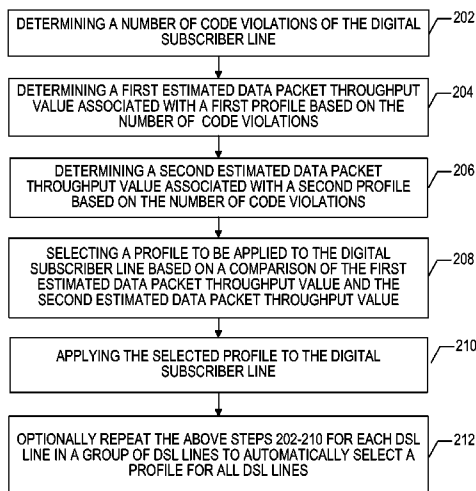 DETERMINING A NUMBER OF CODE VIOLATIONS OF THE DIGITAL
SUBSCRIBER LINE
202
DETERMINING A FIRST ESTIMATED DATA PACKET THROUGHPUT
VALUE ASSOCIATED WITH A FIRST PROFILE BASED ON THE
NUMBER OF CODE VIOLATIONS
204
DETERMINING A SECOND ESTIMATED DATA PACKET
THROUGHPUT VALUE ASSOCIATED WITH A SECOND PROFILE
BASED ON THE NUMBER OF CODE VIOLATIONS
206
SELECTING A PROFILE TO BE APPLIED TO THE DIGITAL
SUBSCRIBER LINE BASED ON A COMPARISON OF THE FIRST
ESTIMATED DATA PACKET THROUGHPUT VALUE AND THE
SECOND ESTIMATED DATA PACKET THROUGHPUT VALUE
208
APPLYING THE SELECTED PROFILE TO THE DIGITAL
SUBSCRIBER LINE
210
OPTIONALLY REPEAT THE ABOVE STEPS 202-210 FOR EACH DSL
LINE IN A GROUP OF DSL LINES TO AUTOMATICALLY SELECT A
PROFILE FOR ALL DSL LINES
212